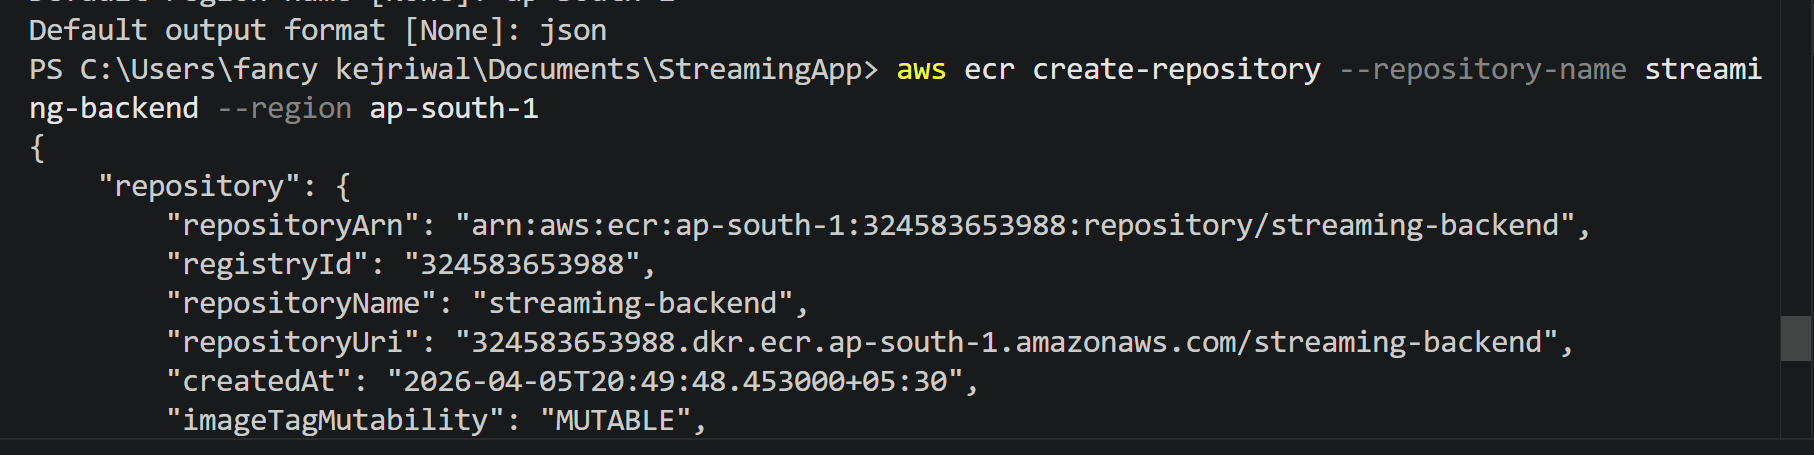 Default output format [None]: json
PS C:\Users\fancy kejriwal\Documents\StreamingApp> aws ecr create-repository --repository-name streami
ng-backend --region ap-south-1
{
    "repository": {
        "repositoryArn": "arn:aws:ecr:ap-south-1:324583653988:repository/streaming-backend",
        "registryId": "324583653988",
        "repositoryName": "streaming-backend",
        "repositoryUri": "324583653988.dkr.ecr.ap-south-1.amazonaws.com/streaming-backend",
        "createdAt": "2026-04-05T20:49:48.453000+05:30",
        "imageTagMutability": "MUTABLE",